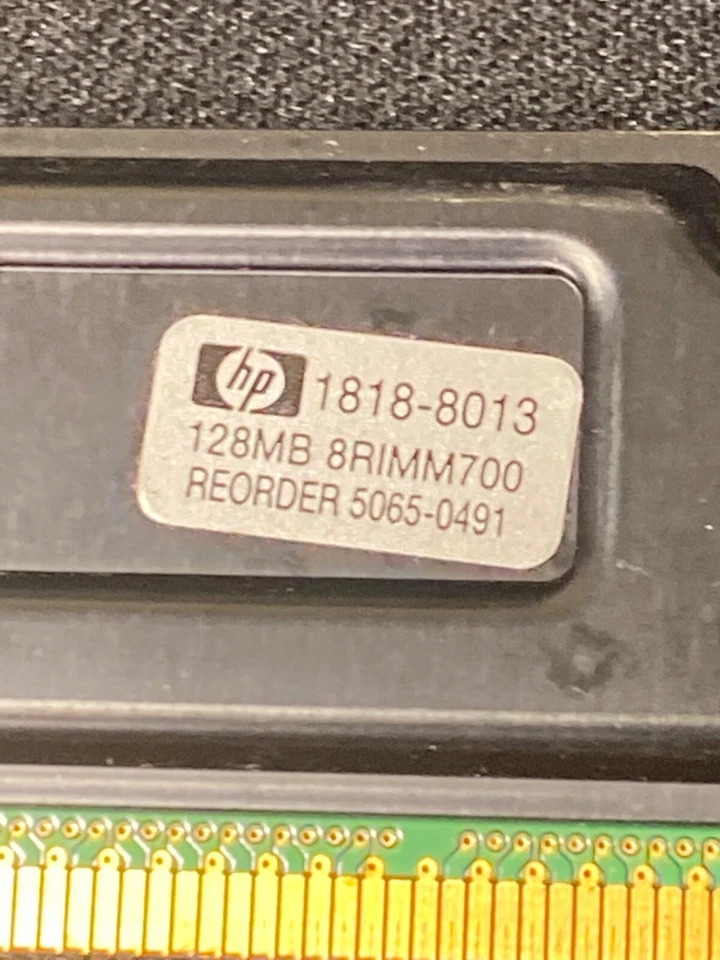 hp 1818-8013
128MB 8RIMM700
REORDER 5065-0491